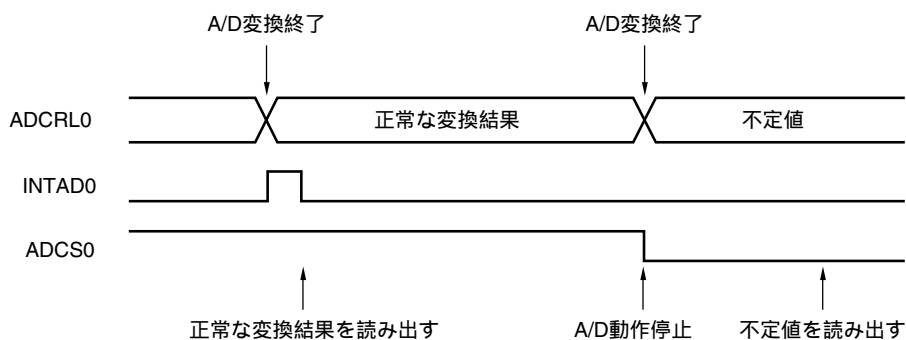 A/D変換終了 A/D変換終了
ADCRL0 正常な変換結果 不定値
INTAD0
ADCS0
正常な変換結果を読み出す A/D動作停止 不定値を読み出す